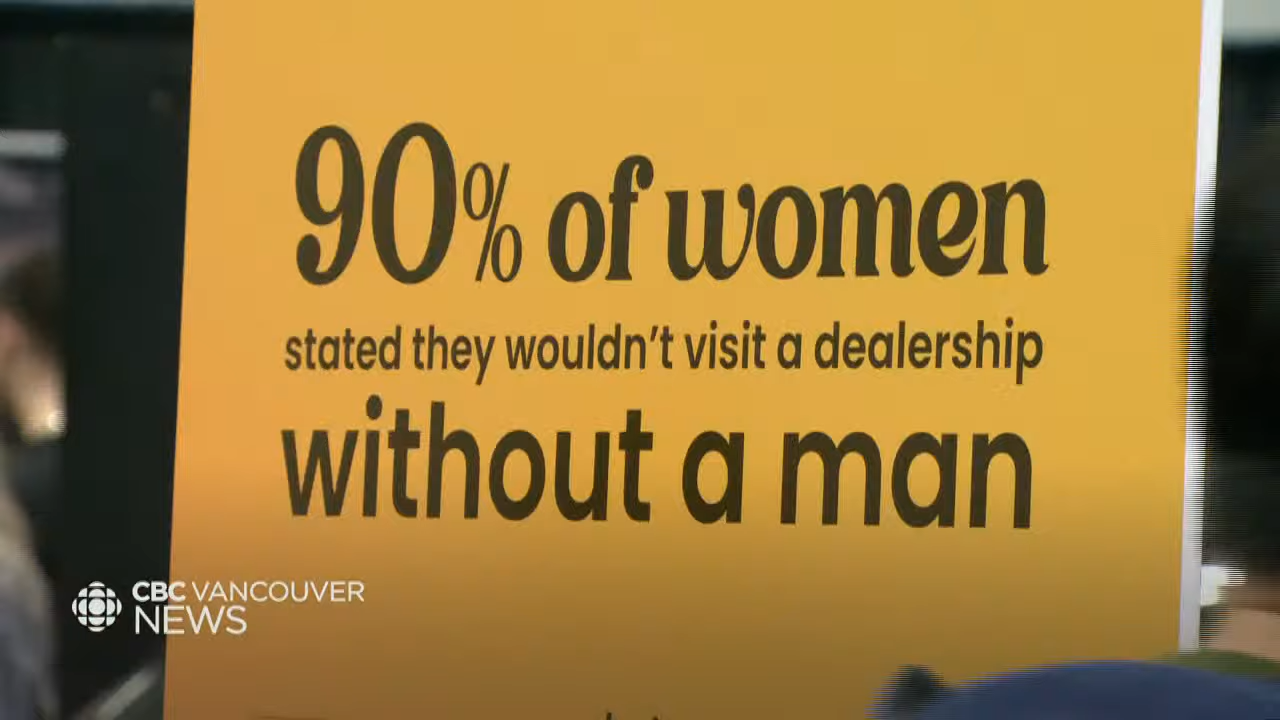 90% of women
stated they wouldn't visit a dealership
without a man
CBC VANCOUVER
NEWS